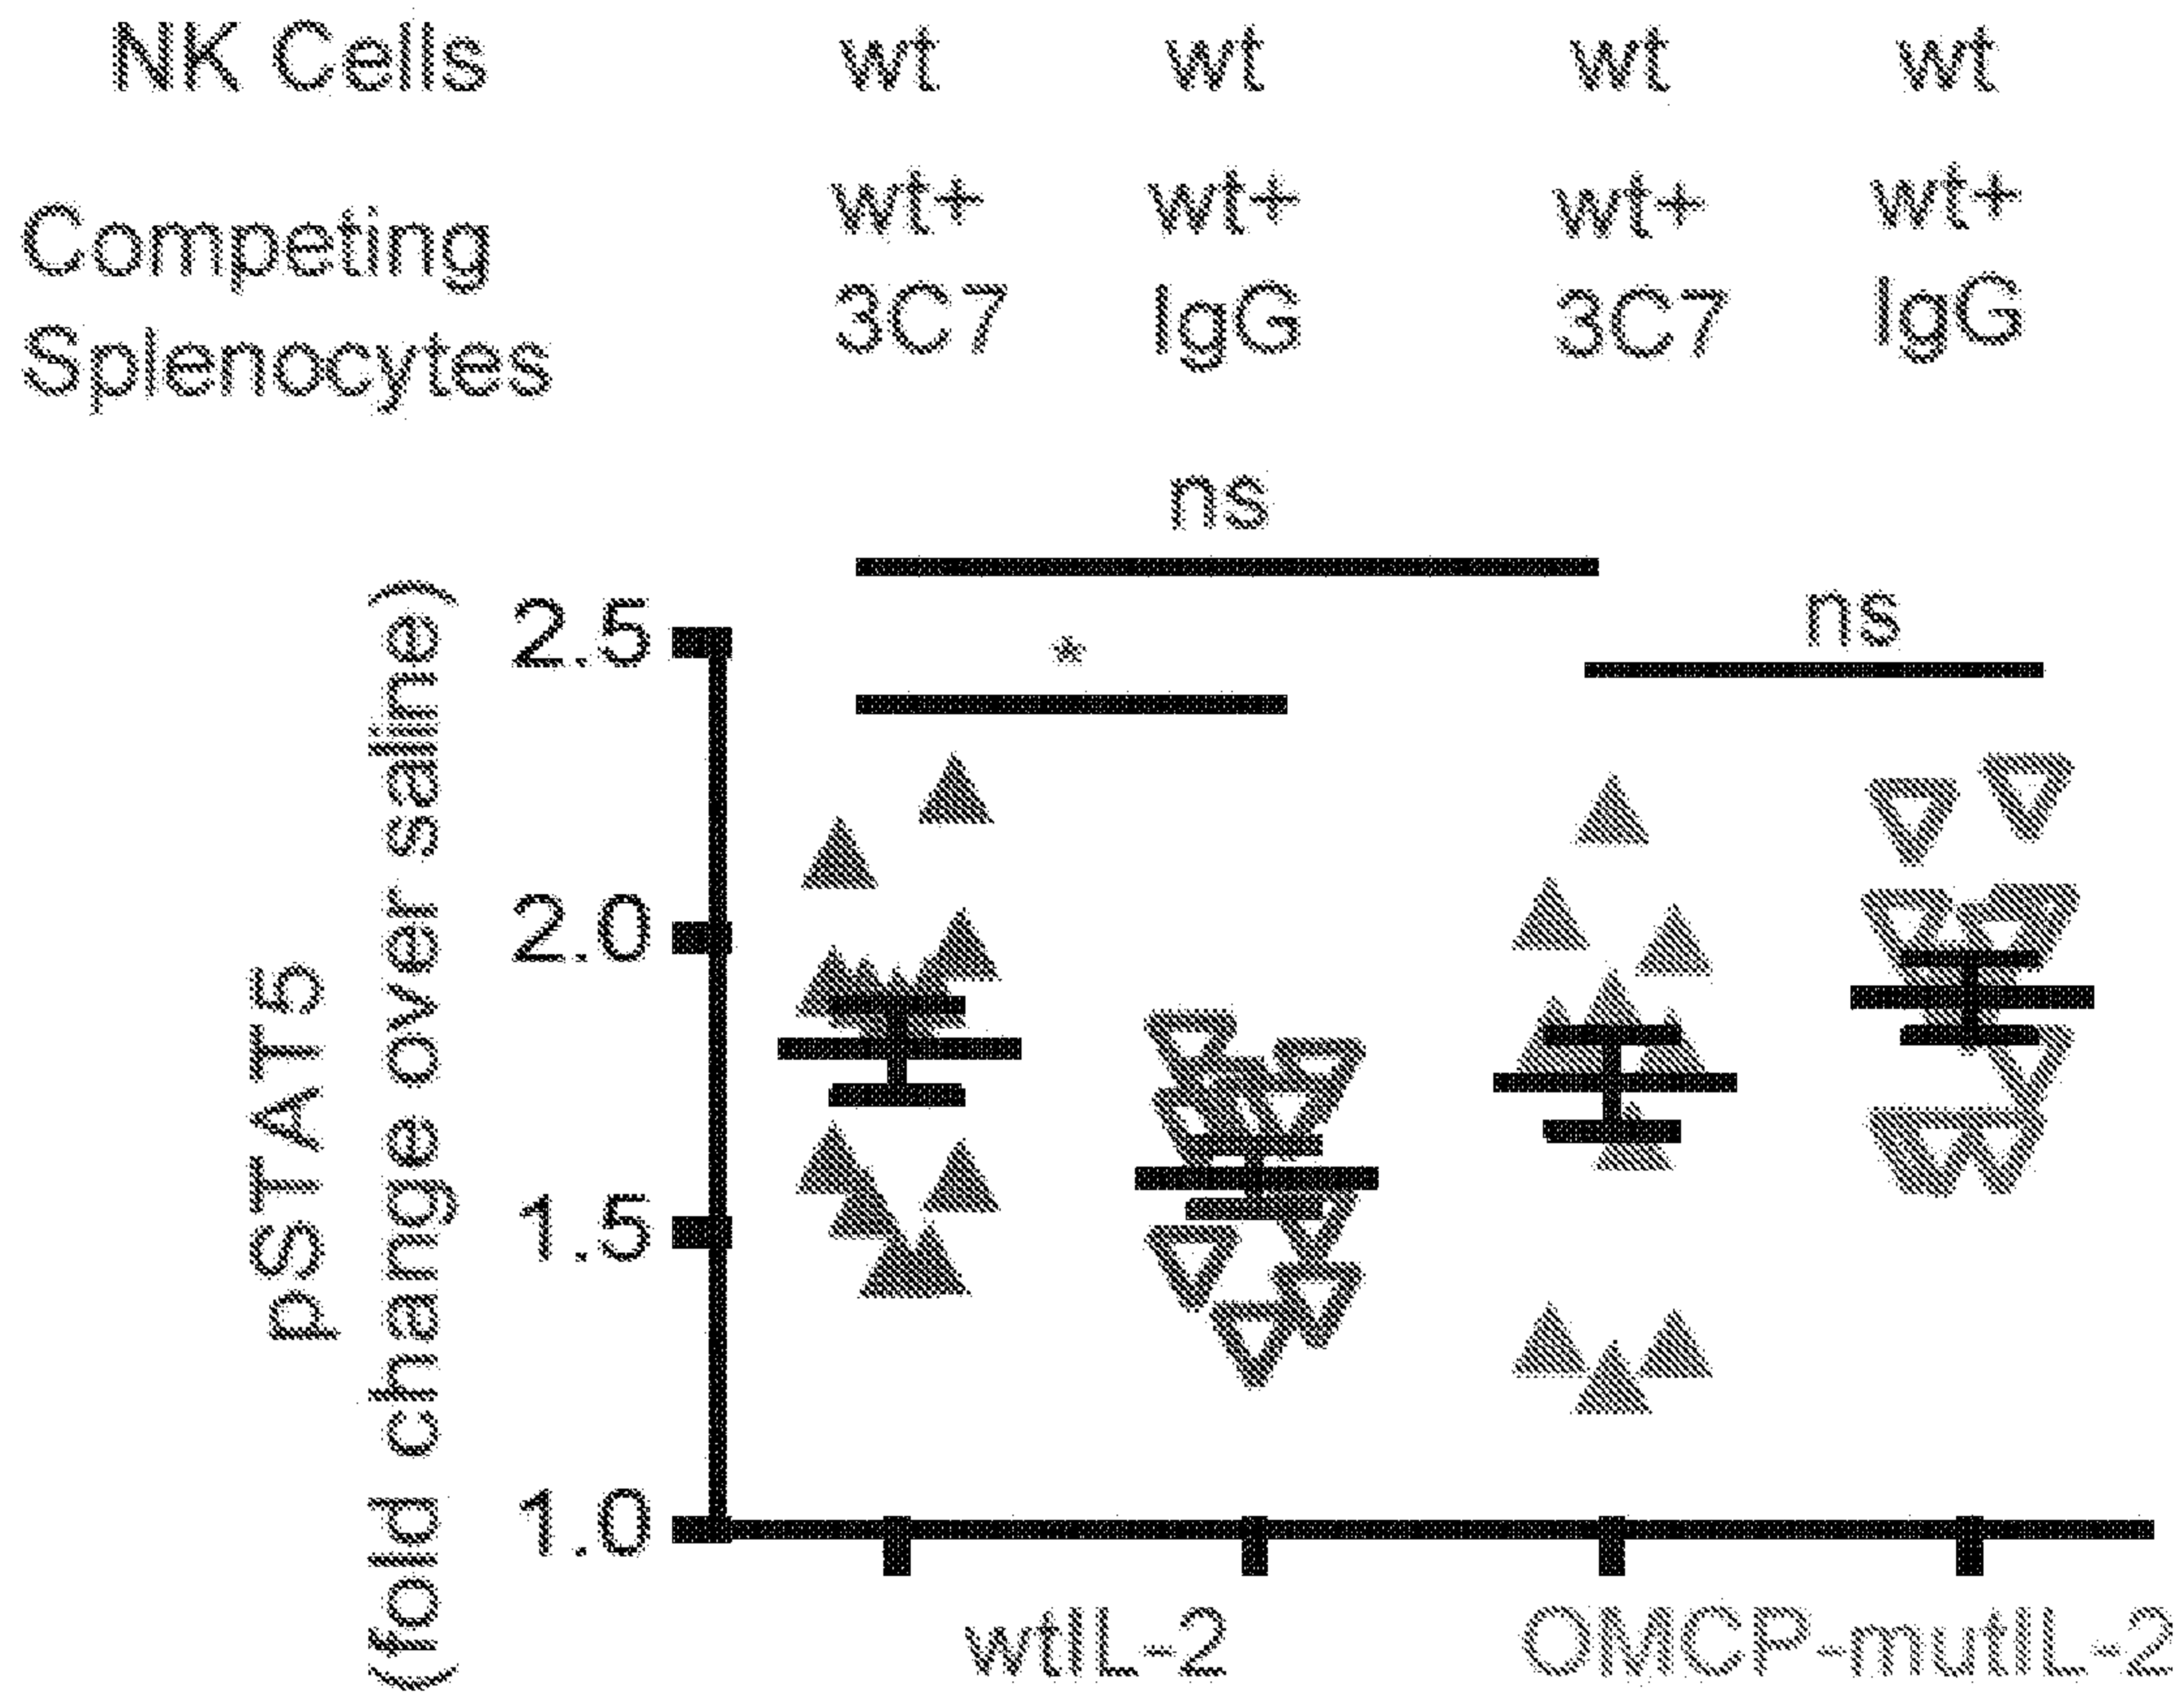 NK Cells wt wt wt wt
Competing Splenocytes wt+ 3C7 wt+ IgG wt+ 3C7 wt+ IgG
ns
ns
*
pSTAT5
(fold change over saline)
2.5
2.0
1.5
1.0
wtIL-2 OMCP-mutIL-2